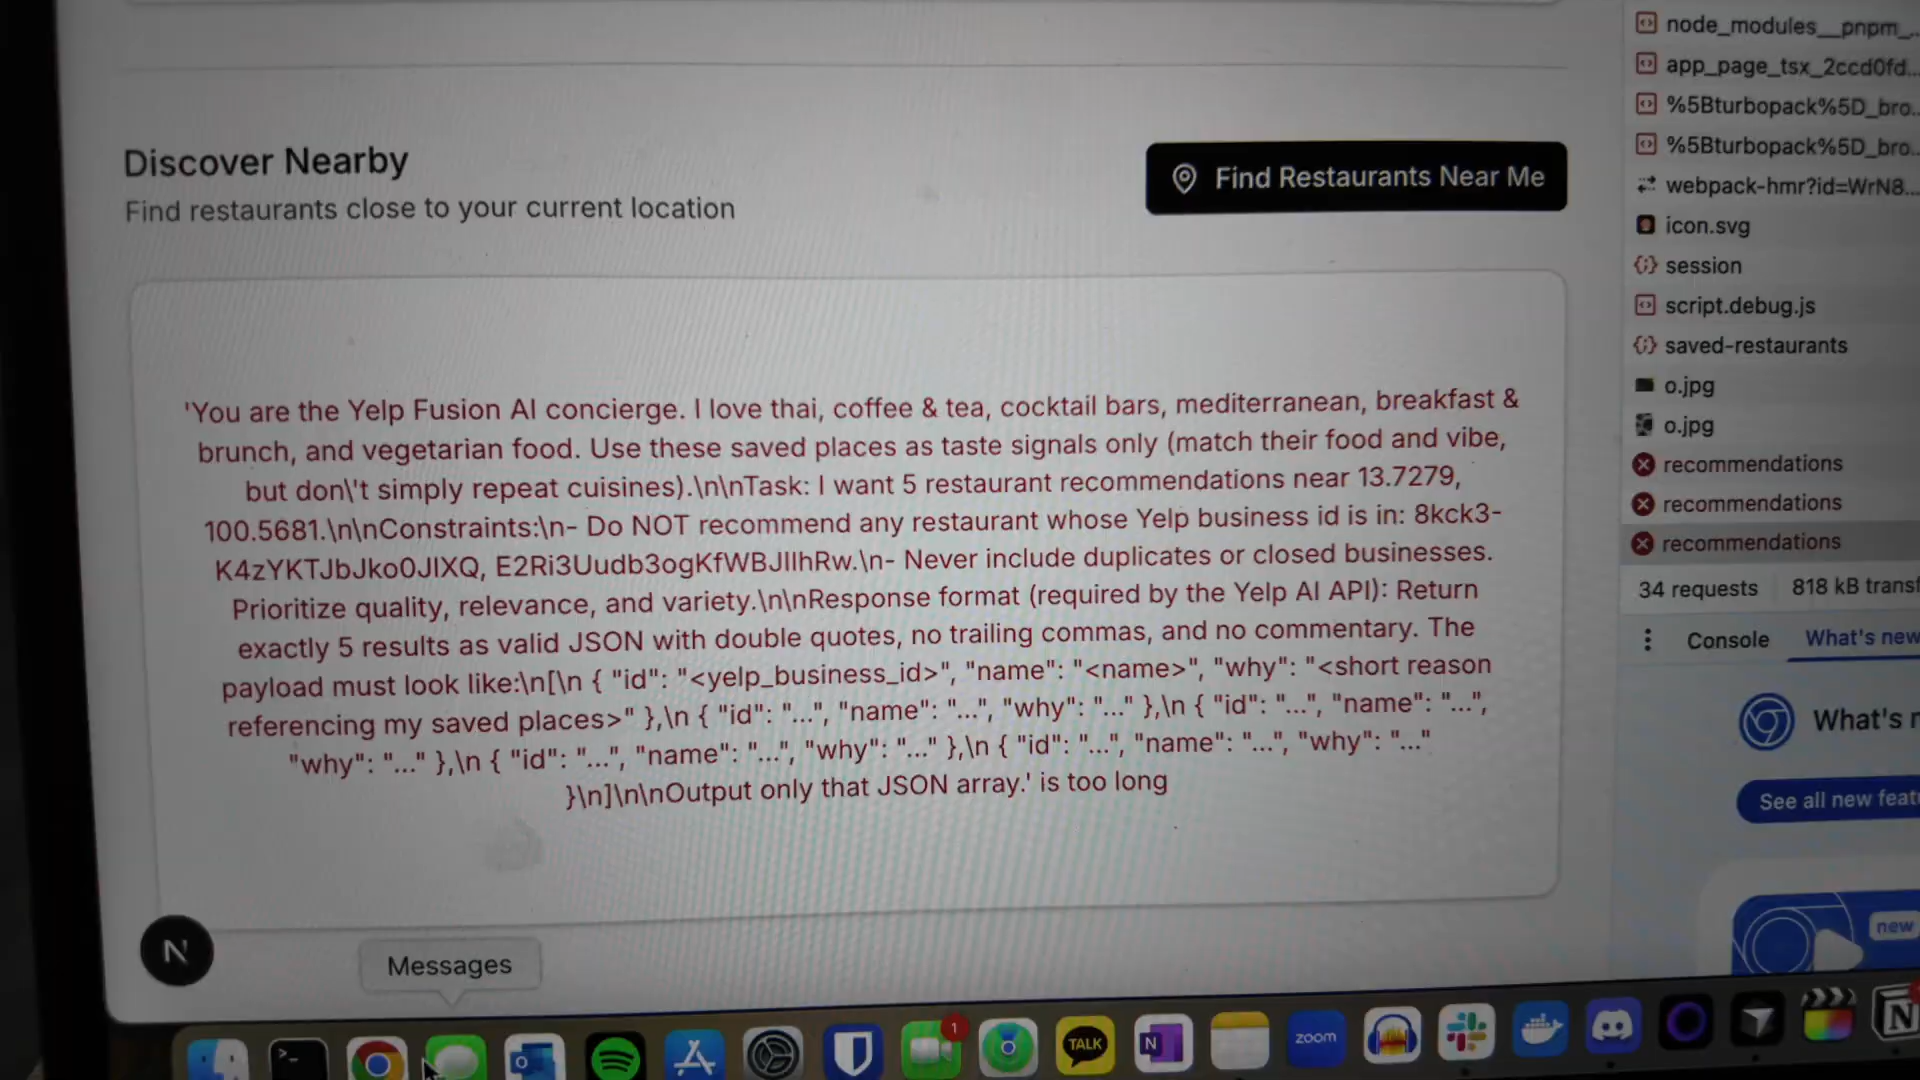 Discover Nearby
Find restaurants close to your current location
Find Restaurants Near Me
'You are the Yelp Fusion AI concierge. I love thai, coffee & tea, cocktail bars, mediterranean, breakfast &
brunch, and vegetarian food. Use these saved places as taste signals only (match their food and vibe,
but don\'t simply repeat cuisines).\n\nTask: I want 5 restaurant recommendations near 13.7279,
100.5681.\n\nConstraints:\n- Do NOT recommend any restaurant whose Yelp business id is in: 8kck3-
K4zYKTJbJko0JIXQ, E2Ri3Uudb3ogKfWBJIlhRw.\n- Never include duplicates or closed businesses.
Prioritize quality, relevance, and variety.\n\nResponse format (required by the Yelp AI API): Return
exactly 5 results as valid JSON with double quotes, no trailing commas, and no commentary. The
payload must look like:\n[\n { "id": "<yelp_business_id>", "name": "<name>", "why": "<short reason
referencing my saved places>" },\n { "id": "...", "name": "...", "why": "..." },\n { "id": "...", "name": "...",
"why": "..." },\n { "id": "...", "name": "...", "why": "..." },\n { "id": "...", "name": "...", "why": "..."
}\n]\n\nOutput only that JSON array.' is too long
node_modules__pnpm_...
app_page_tsx_2ccd0fd...
%5Bturbopack%5D_bro...
%5Bturbopack%5D_bro...
webpack-hmr?id=WrN8...
icon.svg
session
script.debug.js
saved-restaurants
o.jpg
o.jpg
recommendations
recommendations
recommendations
34 requests
818 kB transf
Console
What's new
What's n
See all new feat
new
N
Messages
1
TALK
N
zoom